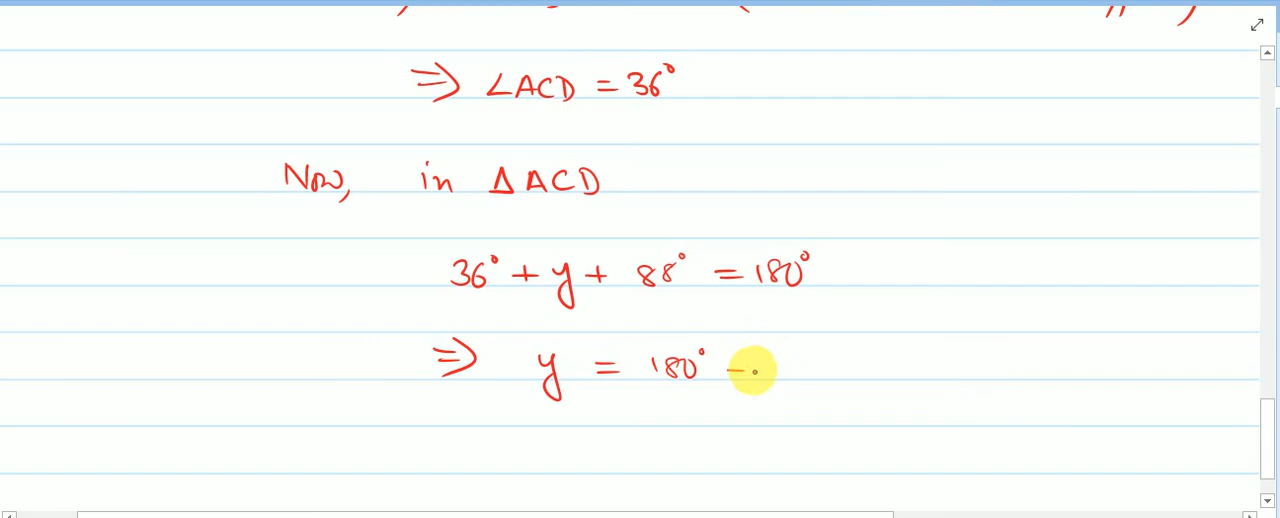 ⇒ ∠ACD = 36°
Now, in ΔACD
36° + y + 88° = 180°
⇒ y = 180° -